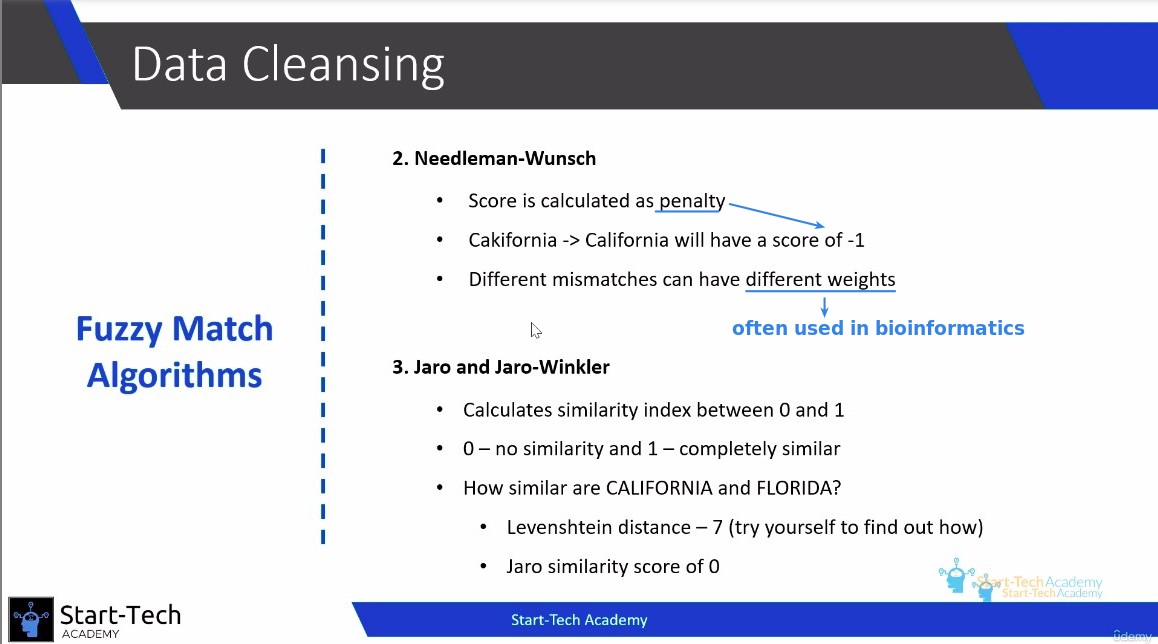 Data Cleansing
2. Needleman-Wunsch
• Score is calculated as penalty
• Cakifornia -> California will have a score of -1
• Different mismatches can have different weights
often used in bioinformatics
Fuzzy Match
Algorithms
3. Jaro and Jaro-Winkler
• Calculates similarity index between 0 and 1
• 0 – no similarity and 1 – completely similar
• How similar are CALIFORNIA and FLORIDA?
• Levenshtein distance – 7 (try yourself to find out how)
• Jaro similarity score of 0
Start-Tech Academy
Start-Tech Academy
Start-Tech
ACADEMY
Start-Tech Academy
ûdemy